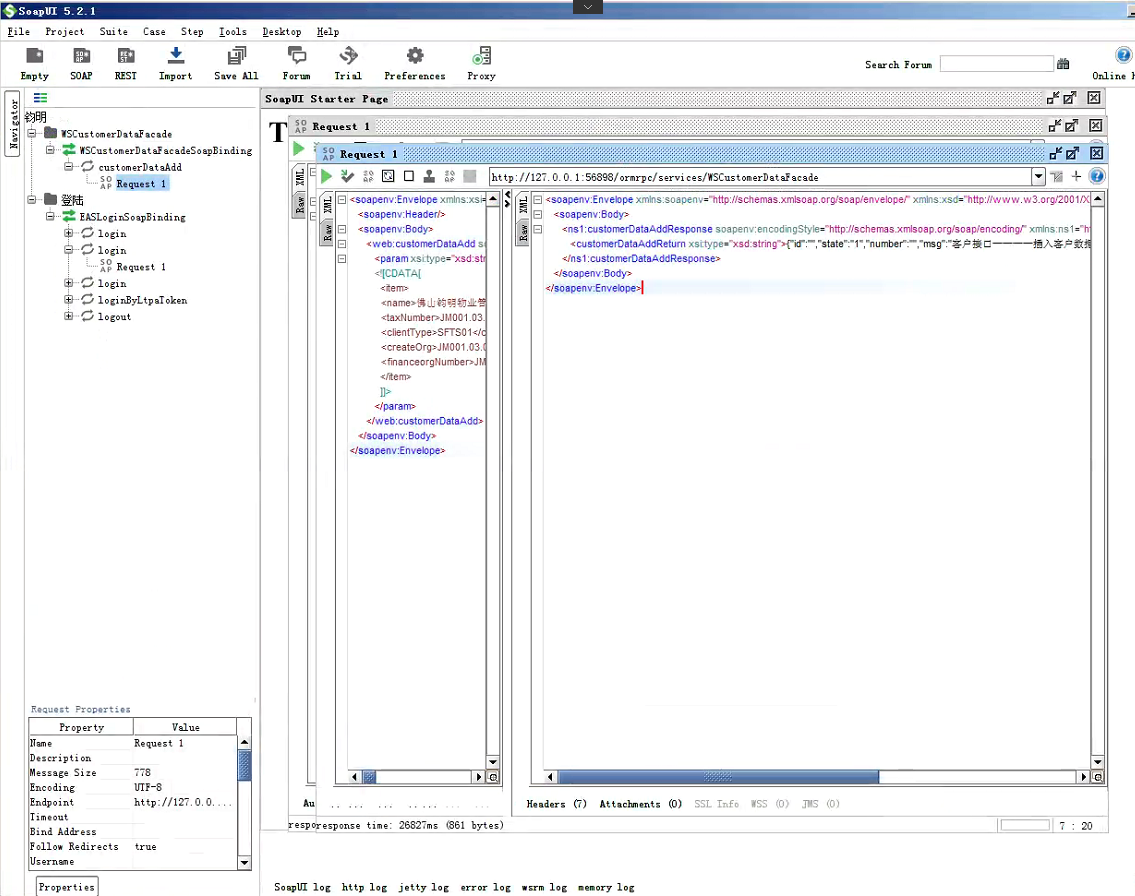 SoapUI 5.2.1
File Project Suite Case Step Tools Desktop Help
Empty SOAP REST Import Save All Forum Trial Preferences Proxy
Search Forum
Online
Navigator
钧明
WSCustomerDataFacade
WSCustomerDataFacadeSoapBinding
customerDataAdd
Request 1
登陆
EASLoginSoapBinding
login
login
Request 1
login
loginByLtpaToken
logout
SoapUI Starter Page
T
Request 1
Request 1
http://127.0.0.1:56898/ormrpc/services/WSCustomerDataFacade
XML
Raw
XML
Raw
<soapenv:Envelope xmlns:xsi=
<soapenv:Header/>
<soapenv:Body>
<web:customerDataAdd so
<param xsi:type="xsd:str
<![CDATA[
<item>
<name>佛山钧明物业管
<taxNumber>JM001.03.
<clientType>SFTS01</c
<createOrg>JM001.03.0
<financeorgNumber>JM
</item>
]]>
</param>
</web:customerDataAdd>
</soapenv:Body>
</soapenv:Envelope>
XML
Raw
<soapenv:Envelope xmlns:soapenv="http://schemas.xmlsoap.org/soap/envelope/" xmlns:xsd="http://www.w3.org/2001/X
<soapenv:Body>
<ns1:customerDataAddResponse soapenv:encodingStyle="http://schemas.xmlsoap.org/soap/encoding/" xmlns:ns1="ht
<customerDataAddReturn xsi:type="xsd:string">{"id":"","state":"1","number":"","msg":"客户接口————插入客户数据
</ns1:customerDataAddResponse>
</soapenv:Body>
</soapenv:Envelope>
Request Properties
Property Value
Name Request 1
Description
Message Size 778
Encoding UTF-8
Endpoint http://127.0.0....
Timeout
Bind Address
Follow Redirects true
Username
Properties
Au
Headers (7) Attachments (0) SSL Info WSS (0) JMS (0)
respo
response time: 26827ms (861 bytes)
7 : 20
SoapUI log http log jetty log error log wsrm log memory log